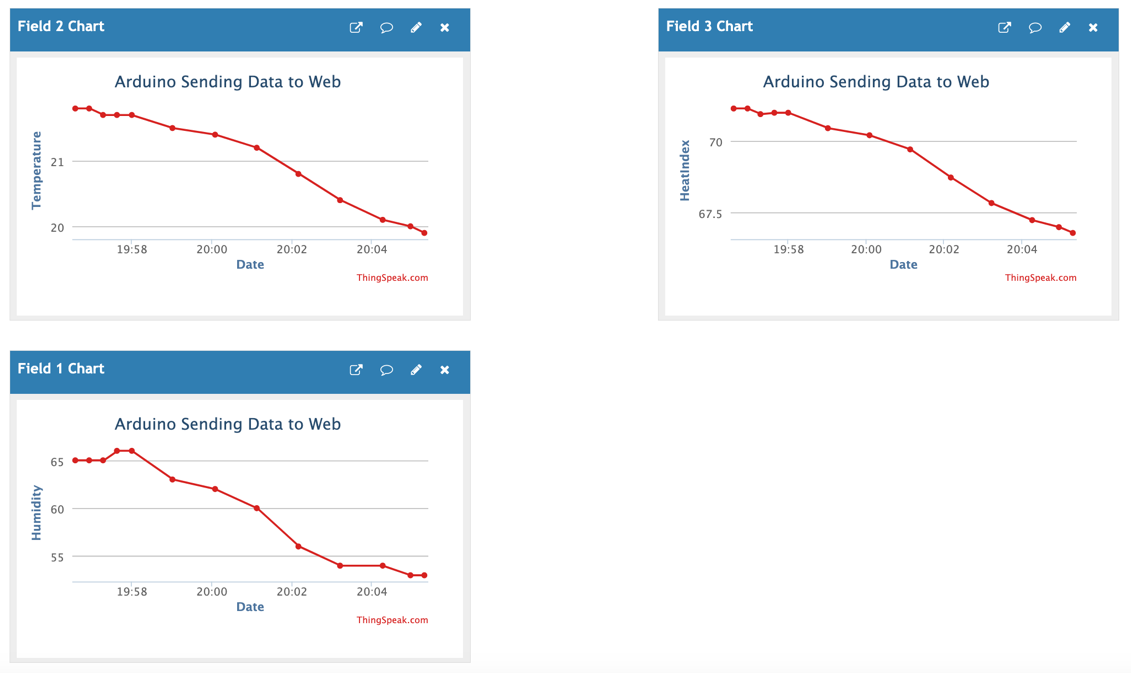 Field 2 Chart
Arduino Sending Data to Web
Temperature
21
20
19:58 20:00 20:02 20:04
Date
ThingSpeak.com
Field 3 Chart
Arduino Sending Data to Web
HeatIndex
70
67.5
19:58 20:00 20:02 20:04
Date
ThingSpeak.com
Field 1 Chart
Arduino Sending Data to Web
Humidity
65
60
55
19:58 20:00 20:02 20:04
Date
ThingSpeak.com